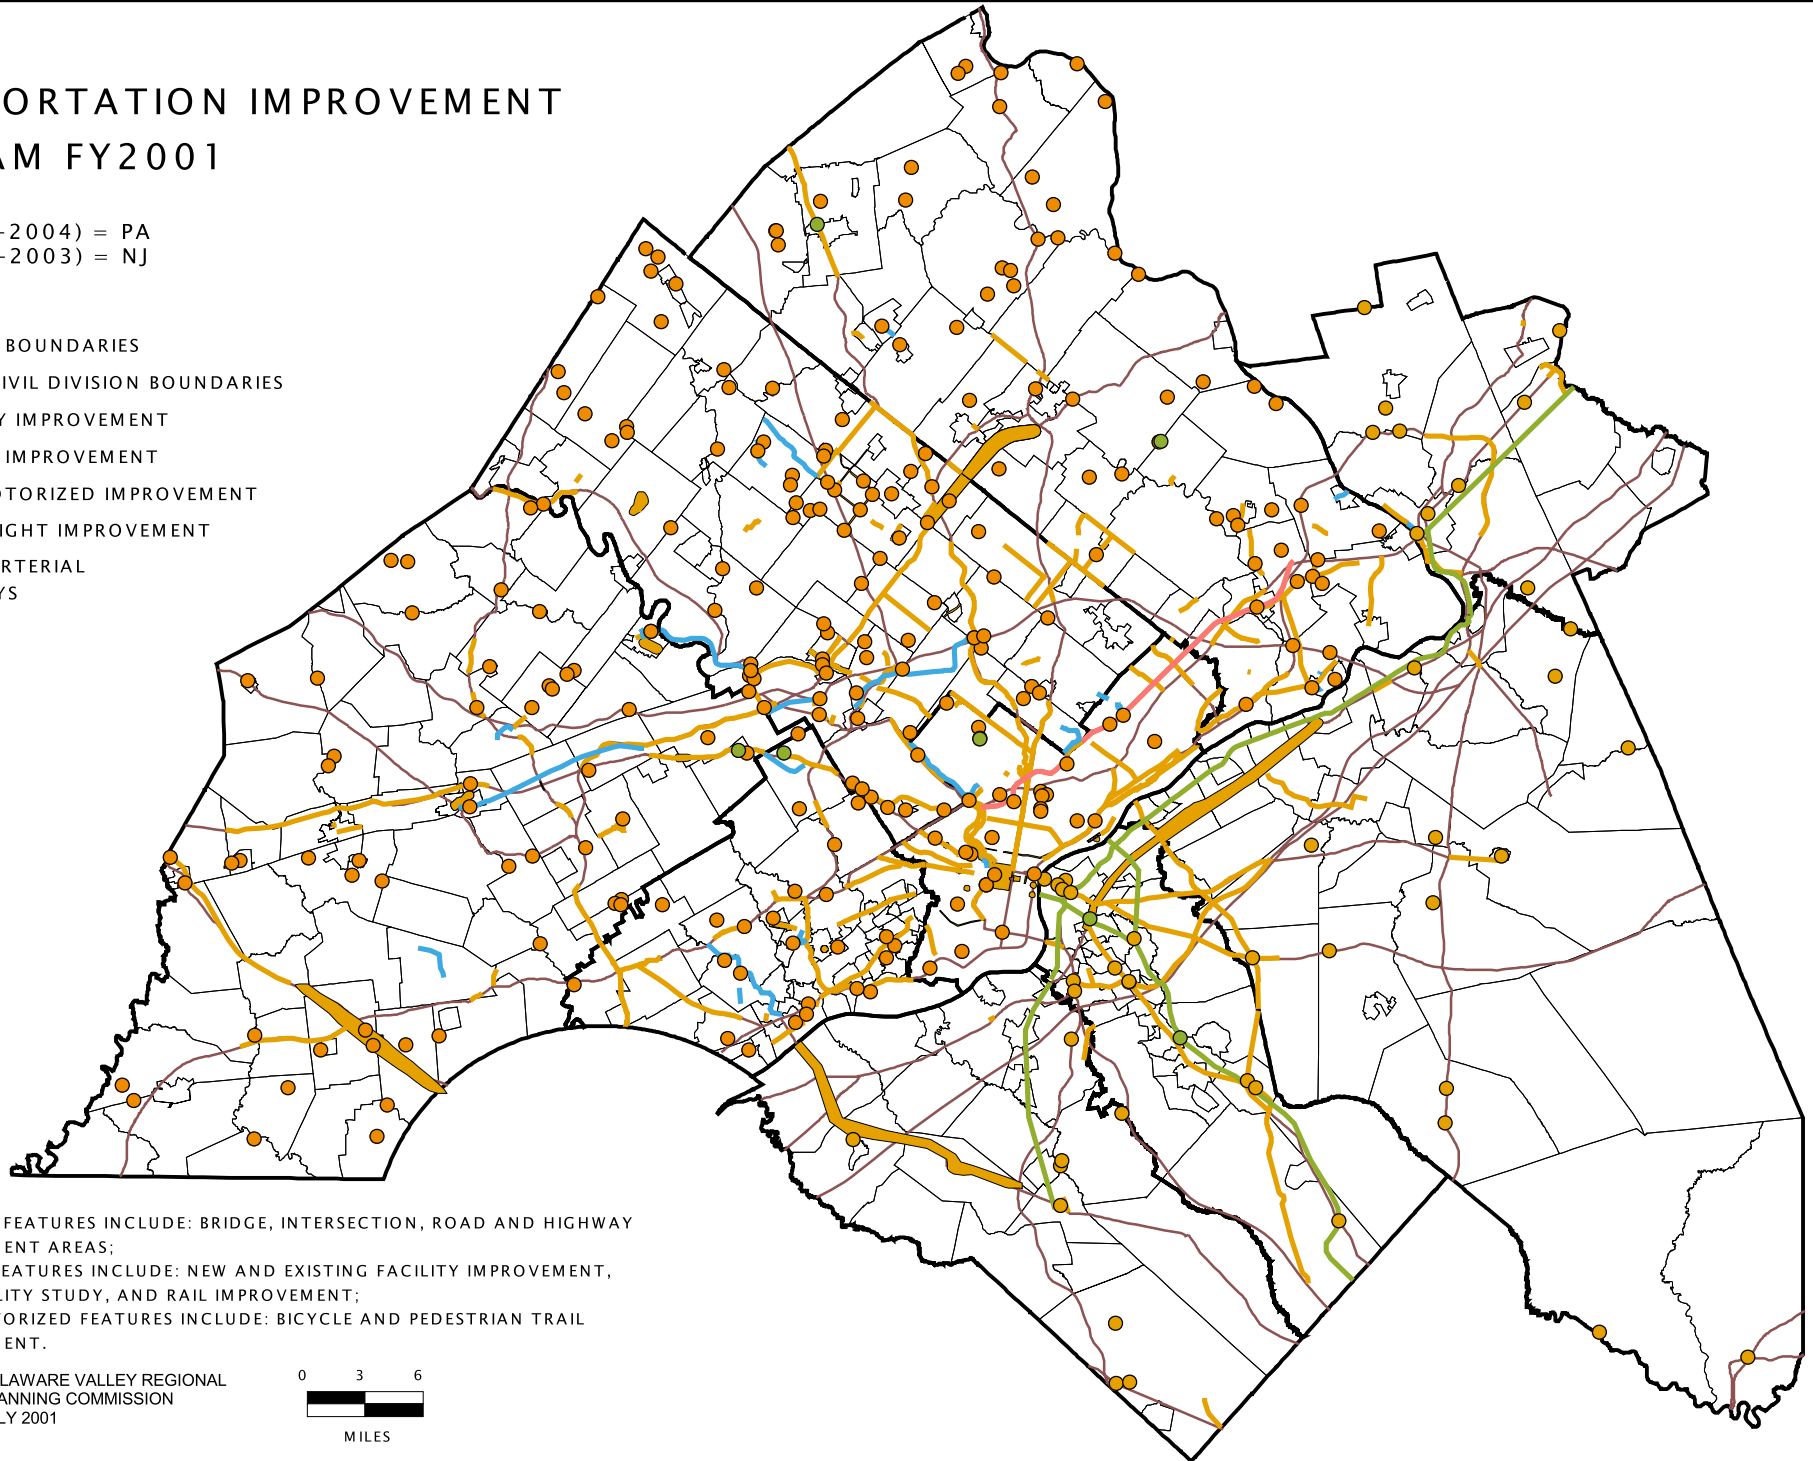 ORTATION IMPROVEMENT
AM FY2001
-2004) = PA
-2003) = NJ
BOUNDARIES
IVIL DIVISION BOUNDARIES
Y IMPROVEMENT
IMPROVEMENT
OTORIZED IMPROVEMENT
IGHT IMPROVEMENT
RTERIAL
YS
FEATURES INCLUDE: BRIDGE, INTERSECTION, ROAD AND HIGHWAY
ENT AREAS;
EATURES INCLUDE: NEW AND EXISTING FACILITY IMPROVEMENT,
LITY STUDY, AND RAIL IMPROVEMENT;
TORIZED FEATURES INCLUDE: BICYCLE AND PEDESTRIAN TRAIL
ENT.
LAWARE VALLEY REGIONAL
ANNING COMMISSION
LY 2001
0 3 6
MILES